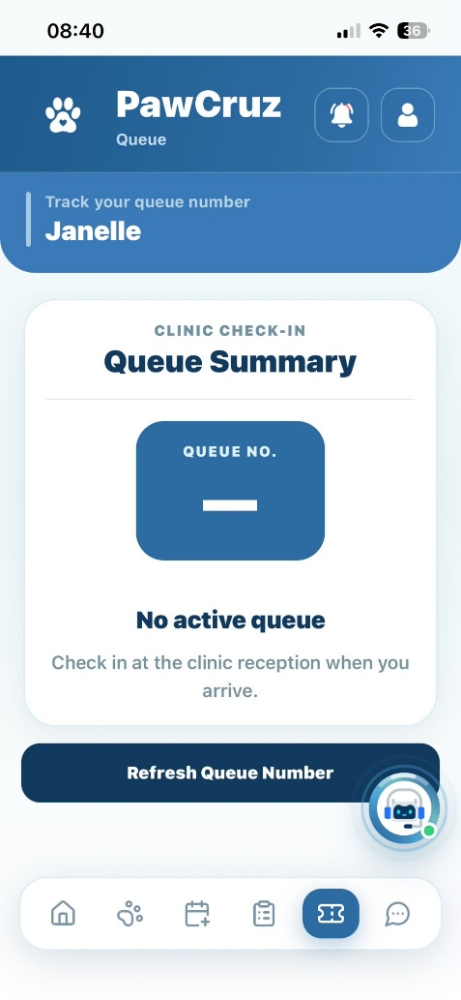 08:40
36
PawCruz
Queue
Track your queue number
Janelle
CLINIC CHECK-IN
Queue Summary
QUEUE NO.
—
No active queue
Check in at the clinic reception when you
arrive.
Refresh Queue Number